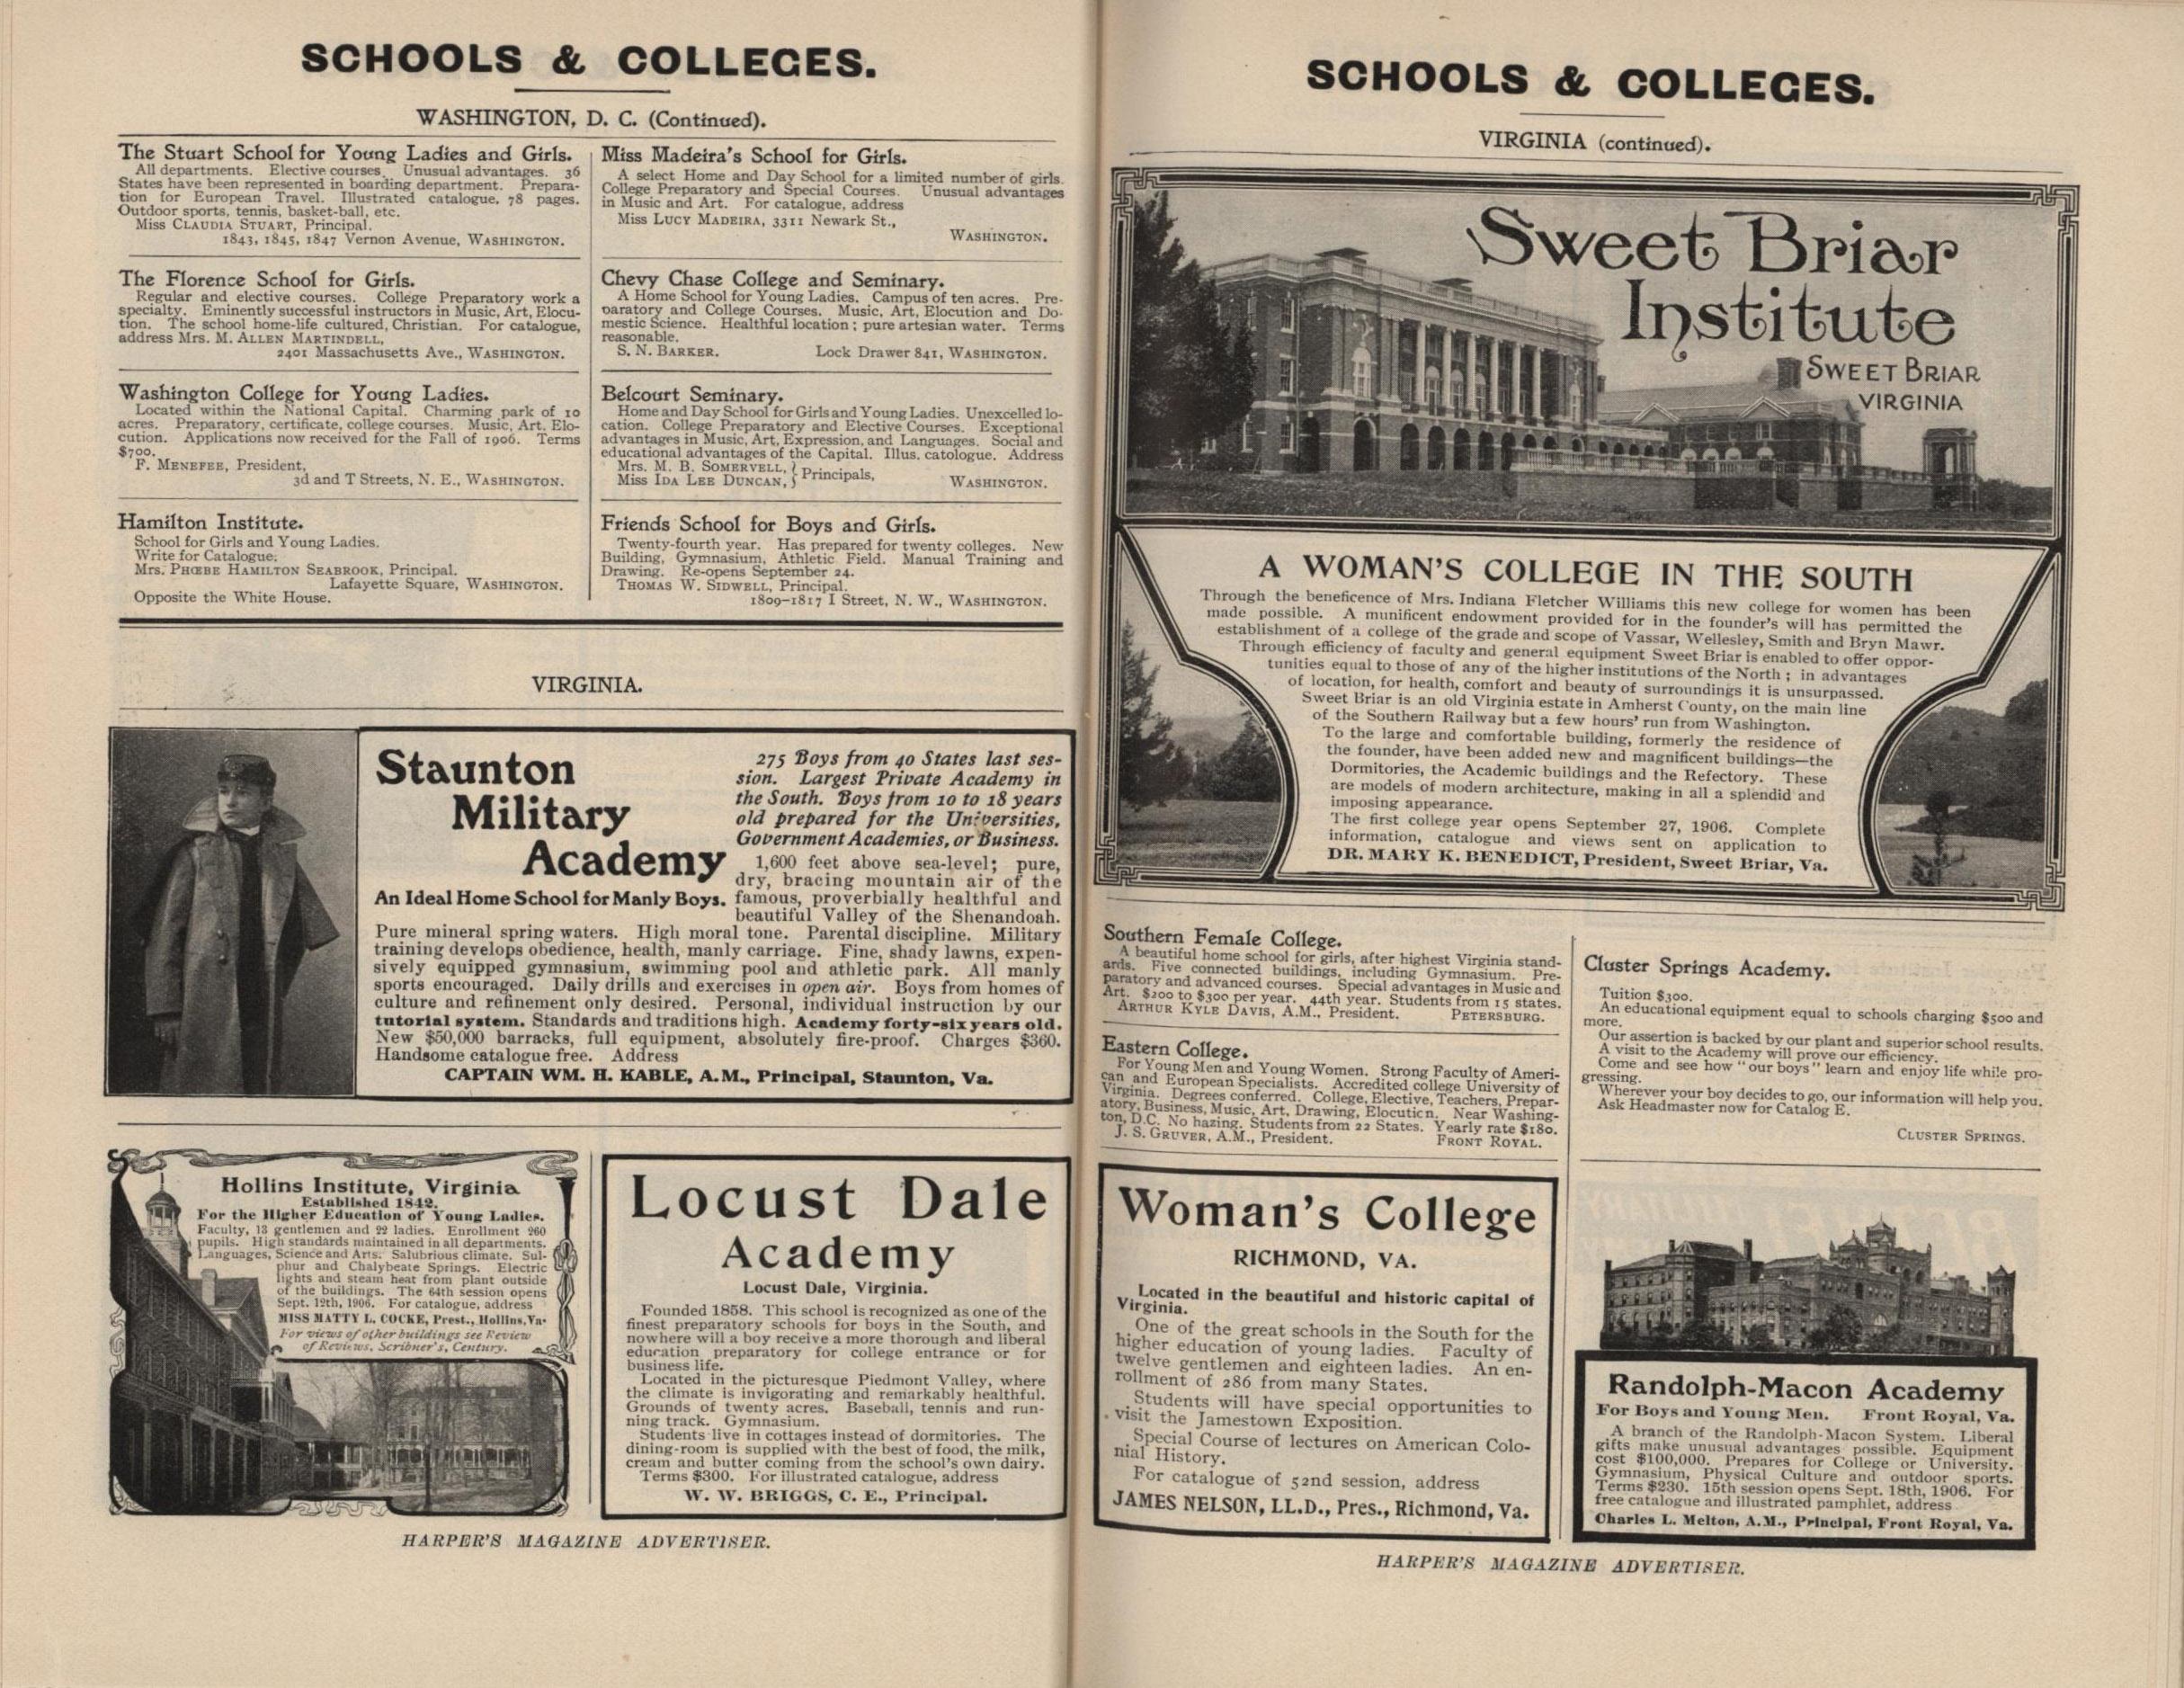 SCHOOLS & COLLEGES.
WASHINGTON, D. C. (Continued).
The Stuart School for Young Ladies and Girls.
All departments. Elective courses. Unusual advantages. 36
States have been represented in boarding department. Prepara-
tion for European Travel. Illustrated catalogue, 78 pages.
Outdoor sports, tennis, basket-ball, etc.
Miss CLAUDIA STUART, Principal.
1843, 1845, 1847 Vernon Avenue, WASHINGTON.
The Florence School for Girls.
Regular and elective courses. College Preparatory work a
specialty. Eminently successful instructors in Music, Art, Elocu-
tion. The school home-life cultured, Christian. For catalogue,
address Mrs. M. ALLEN MARTINDELL,
2401 Massachusetts Ave., WASHINGTON.
Washington College for Young Ladies.
Located within the National Capital. Charming park of 10
acres. Preparatory, certificate, college courses. Music, Art. Elo-
cution. Applications now received for the Fall of 1906. Terms
$700.
F. MENEFEE, President,
3d and T Streets, N. E., WASHINGTON.
Hamilton Institute.
School for Girls and Young Ladies.
Write for Catalogue.
Mrs. PHŒBE HAMILTON SEABROOK, Principal.
Lafayette Square, WASHINGTON.
Opposite the White House.
Miss Madeira's School for Girls.
A select Home and Day School for a limited number of girls.
College Preparatory and Special Courses. Unusual advantages
in Music and Art. For catalogue, address
Miss LUCY MADEIRA, 3311 Newark St.,
WASHINGTON.
Chevy Chase College and Seminary.
A Home School for Young Ladies. Campus of ten acres. Pre-
paratory and College Courses. Music, Art, Elocution and Do-
mestic Science. Healthful location; pure artesian water. Terms
reasonable.
S. N. BARKER. Lock Drawer 841, WASHINGTON.
Belcourt Seminary.
Home and Day School for Girls and Young Ladies. Unexcelled lo-
cation. College Preparatory and Elective Courses. Exceptional
advantages in Music, Art, Expression, and Languages. Social and
educational advantages of the Capital. Illus. catologue. Address
Mrs. M. B. SOMERVELL, } Principals,
Miss IDA LEE DUNCAN, } WASHINGTON.
Friends School for Boys and Girls.
Twenty-fourth year. Has prepared for twenty colleges. New
Building, Gymnasium, Athletic Field. Manual Training and
Drawing. Re-opens September 24.
THOMAS W. SIDWELL, Principal.
1809-1817 I Street, N. W., WASHINGTON.
VIRGINIA.
Staunton
Military
Academy
An Ideal Home School for Manly Boys.
275 Boys from 40 States last ses-
sion. Largest Private Academy in
the South. Boys from 10 to 18 years
old prepared for the Universities,
Government Academies, or Business.
1,600 feet above sea-level; pure,
dry, bracing mountain air of the
famous, proverbially healthful and
beautiful Valley of the Shenandoah.
Pure mineral spring waters. High moral tone. Parental discipline. Military
training develops obedience, health, manly carriage. Fine, shady lawns, expen-
sively equipped gymnasium, swimming pool and athletic park. All manly
sports encouraged. Daily drills and exercises in open air. Boys from homes of
culture and refinement only desired. Personal, individual instruction by our
tutorial system. Standards and traditions high. Academy forty-six years old.
New $50,000 barracks, full equipment, absolutely fire-proof. Charges $360.
Handsome catalogue free. Address
CAPTAIN WM. H. KABLE, A.M., Principal, Staunton, Va.
Hollins Institute, Virginia
Established 1842.
For the Higher Education of Young Ladies.
Faculty, 13 gentlemen and 22 ladies. Enrollment 260
pupils. High standards maintained in all departments.
Languages, Science and Arts. Salubrious climate. Sul-
phur and Chalybeate Springs. Electric
lights and steam heat from plant outside
of the buildings. The 64th session opens
Sept. 19th, 1906. For catalogue, address
MISS MATTY L. COCKE, Prest., Hollins, Va.
For views of other buildings see Review
of Reviews, Scribner's, Century.
Locust Dale
Academy
Locust Dale, Virginia.
Founded 1858. This school is recognized as one of the
finest preparatory schools for boys in the South, and
nowhere will a boy receive a more thorough and liberal
education preparatory for college entrance or for
business life.
Located in the picturesque Piedmont Valley, where
the climate is invigorating and remarkably healthful.
Grounds of twenty acres. Baseball, tennis and run-
ning track. Gymnasium.
Students live in cottages instead of dormitories. The
dining-room is supplied with the best of food, the milk,
cream and butter coming from the school's own dairy.
Terms $300. For illustrated catalogue, address
W. W. BRIGGS, C. E., Principal.
HARPER'S MAGAZINE ADVERTISER.
SCHOOLS & COLLEGES.
VIRGINIA (continued).
Sweet Briar
Institute
SWEET BRIAR
VIRGINIA
A WOMAN'S COLLEGE IN THE SOUTH
Through the beneficence of Mrs. Indiana Fletcher Williams this new college for women has been
made possible. A munificent endowment provided for in the founder's will has permitted the
establishment of a college of the grade and scope of Vassar, Wellesley, Smith and Bryn Mawr.
Through efficiency of faculty and general equipment Sweet Briar is enabled to offer oppor-
tunities equal to those of any of the higher institutions of the North; in advantages
of location, for health, comfort and beauty of surroundings it is unsurpassed.
Sweet Briar is an old Virginia estate in Amherst County, on the main line
of the Southern Railway but a few hours' run from Washington.
To the large and comfortable building, formerly the residence of
the founder, have been added new and magnificent buildings—the
Dormitories, the Academic buildings and the Refectory. These
are models of modern architecture, making in all a splendid and
imposing appearance.
The first college year opens September 27, 1906. Complete
information, catalogue and views sent on application to
DR. MARY K. BENEDICT, President, Sweet Briar, Va.
Southern Female College.
A beautiful home school for girls, after highest Virginia stand-
ards. Five connected buildings, including Gymnasium. Pre-
paratory and advanced courses. Special advantages in Music and
Art. $200 to $300 per year. 44th year. Students from 15 states.
ARTHUR KYLE DAVIS, A.M., President. PETERSBURG.
Eastern College.
For Young Men and Young Women. Strong Faculty of Ameri-
can and European Specialists. Accredited college University of
Virginia. Degrees conferred. College, Elective, Teachers, Prepar-
atory, Business, Music, Art, Drawing, Elocution. Near Washing-
ton, D.C. No hazing. Students from 22 States. Yearly rate $180.
J. S. GRUVER, A.M., President. FRONT ROYAL.
Cluster Springs Academy.
Tuition $300.
An educational equipment equal to schools charging $500 and
more.
Our assertion is backed by our plant and superior school results.
A visit to the Academy will prove our efficiency.
Come and see how "our boys" learn and enjoy life while pro-
gressing.
Wherever your boy decides to go, our information will help you.
Ask Headmaster now for Catalog E.
CLUSTER SPRINGS.
Woman's College
RICHMOND, VA.
Located in the beautiful and historic capital of
Virginia.
One of the great schools in the South for the
higher education of young ladies. Faculty of
twelve gentlemen and eighteen ladies. An en-
rollment of 286 from many States.
Students will have special opportunities to
visit the Jamestown Exposition.
Special Course of lectures on American Colo-
nial History.
For catalogue of 52nd session, address
JAMES NELSON, LL.D., Pres., Richmond, Va.
Randolph-Macon Academy
For Boys and Young Men. Front Royal, Va.
A branch of the Randolph-Macon System. Liberal
gifts make unusual advantages possible. Equipment
cost $100,000. Prepares for College or University.
Gymnasium, Physical Culture and outdoor sports.
Terms $230. 15th session opens Sept. 18th, 1906. For
free catalogue and illustrated pamphlet, address
Charles L. Melton, A.M., Principal, Front Royal, Va.
HARPER'S MAGAZINE ADVERTISER.